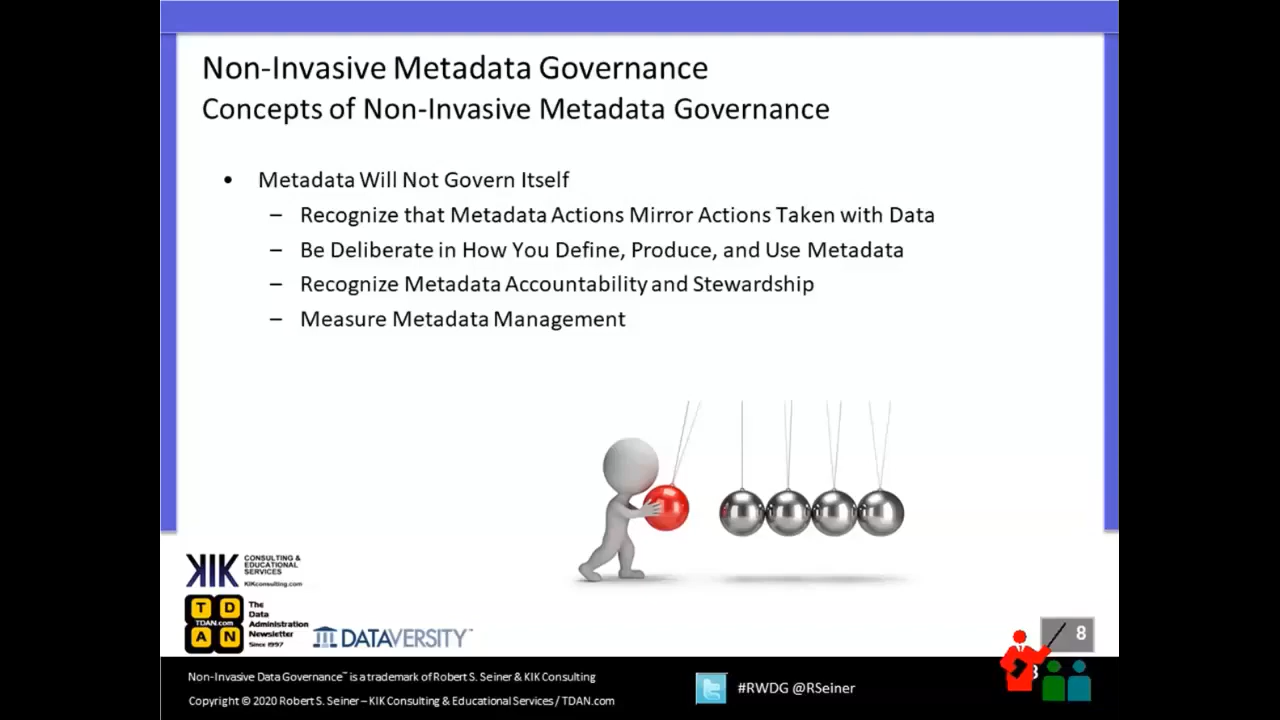 Non-Invasive Metadata Governance
Concepts of Non-Invasive Metadata Governance
• Metadata Will Not Govern Itself
– Recognize that Metadata Actions Mirror Actions Taken with Data
– Be Deliberate in How You Define, Produce, and Use Metadata
– Recognize Metadata Accountability and Stewardship
– Measure Metadata Management
KIK
CONSULTING &
EDUCATIONAL
SERVICES
KIKconsulting.com
T D
TDAN.com
A N
The
Data
Administration
Newsletter
Since 1997
DATAVERSITY™
8
Non-Invasive Data Governance™ is a trademark of Robert S. Seiner & KIK Consulting
Copyright © 2020 Robert S. Seiner – KIK Consulting & Educational Services / TDAN.com
#RWDG @RSeiner